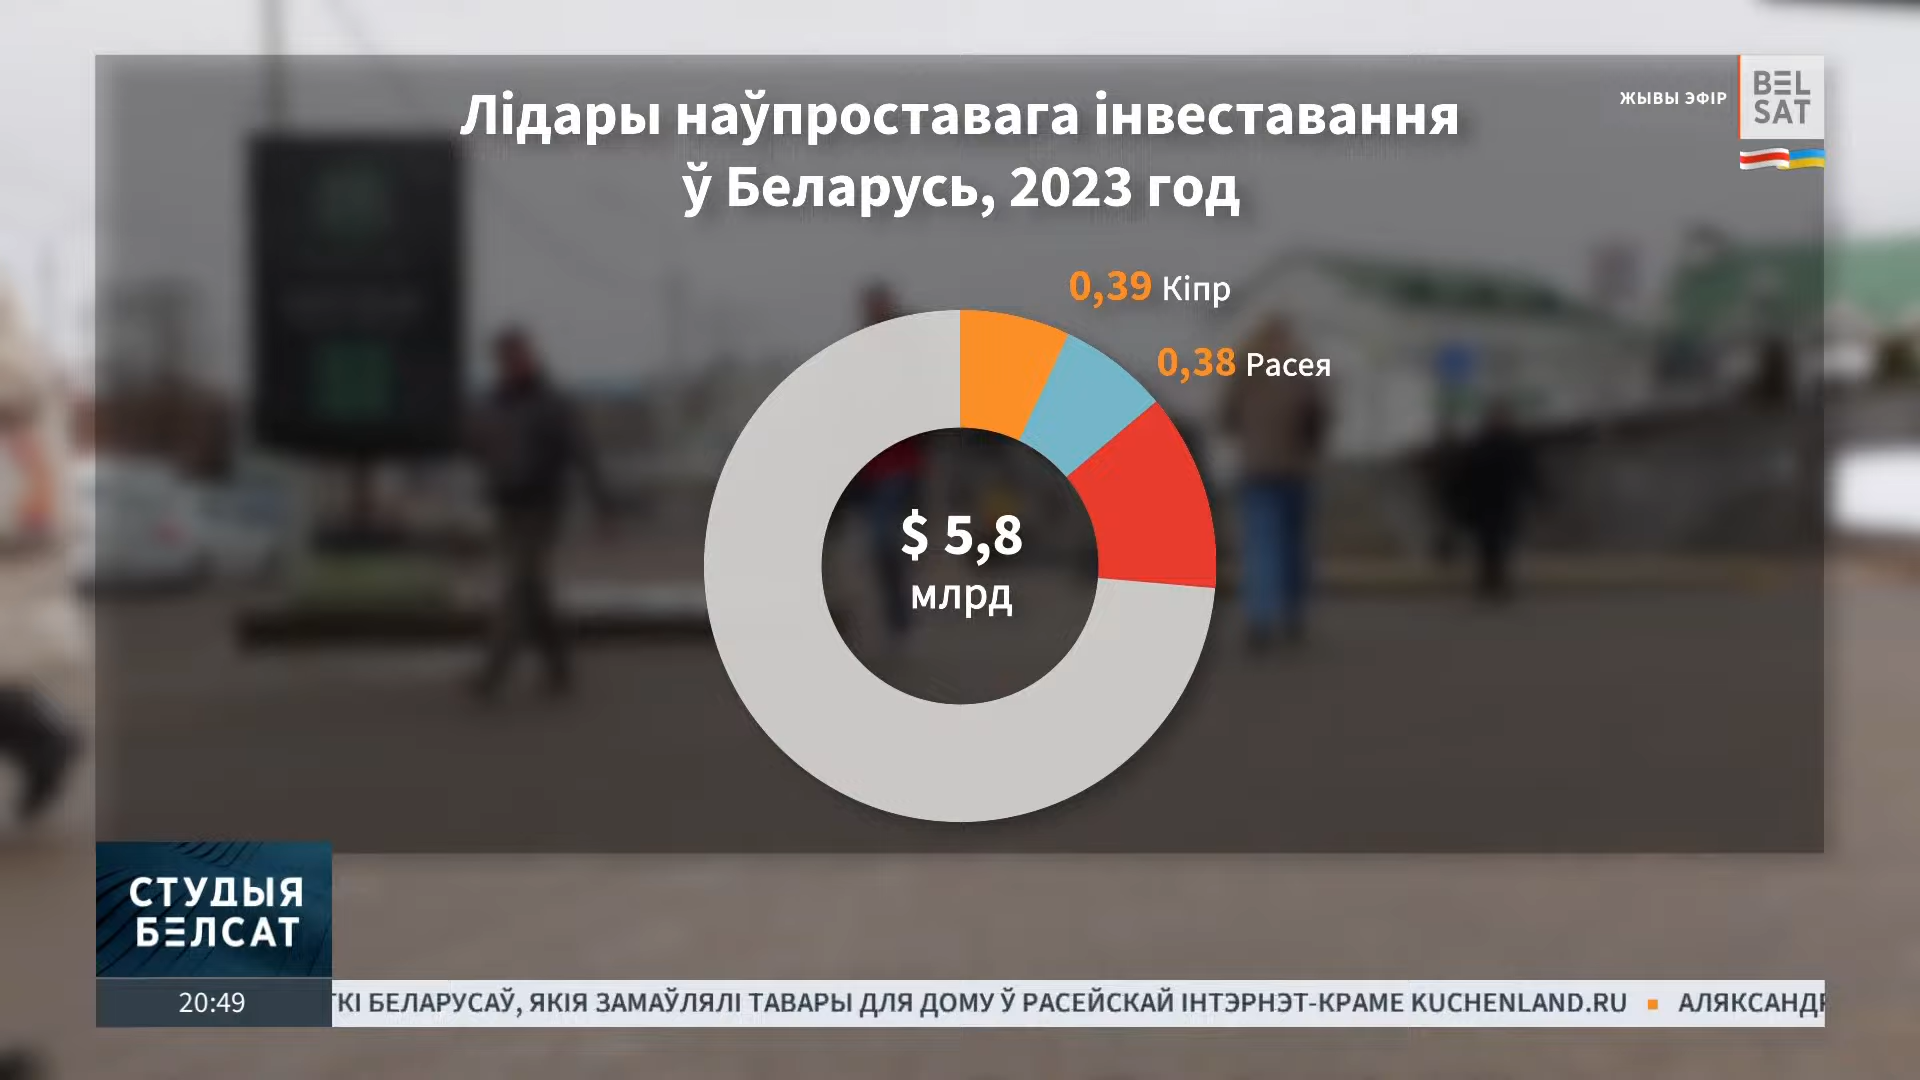 Лідары наўпроставага інвеставання
ў Беларусь, 2023 год
ЖЫВЫ ЭФІР
BEL
SAT
0,39 Кіпр
0,38 Расея
$ 5,8
млрд
СТУДЫЯ
БЕЛСАТ
20:49
ТКІ БЕЛАРУСАЎ, ЯКІЯ ЗАМАЎЛЯЛІ ТАВАРЫ ДЛЯ ДОМУ Ў РАСЕЙСКАЙ ІНТЭРНЭТ-КРАМЕ KUCHENLAND.RU ▪ АЛЯКСАНДР